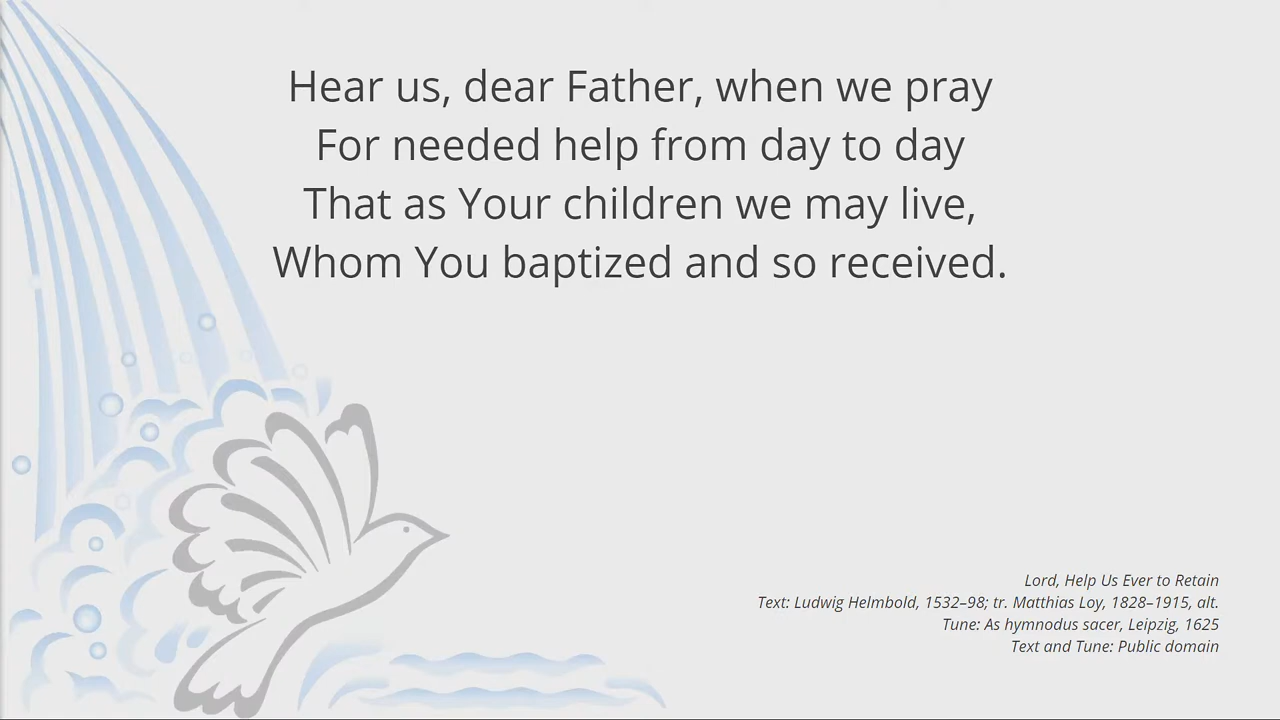 Hear us, dear Father, when we pray
For needed help from day to day
That as Your children we may live,
Whom You baptized and so received.
Lord, Help Us Ever to Retain
Text: Ludwig Helmbold, 1532–98; tr. Matthias Loy, 1828–1915, alt.
Tune: As hymnodus sacer, Leipzig, 1625
Text and Tune: Public domain